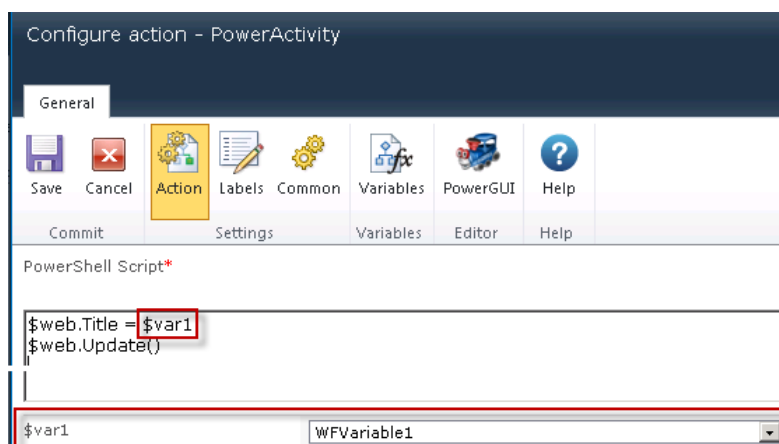 Configure action - PowerActivity
General
Save Cancel Action Labels Common Variables PowerGUI Help
Commit Settings Variables Editor Help
PowerShell Script*
$web.Title = $var1
$web.Update()
$var1 WFVariable1